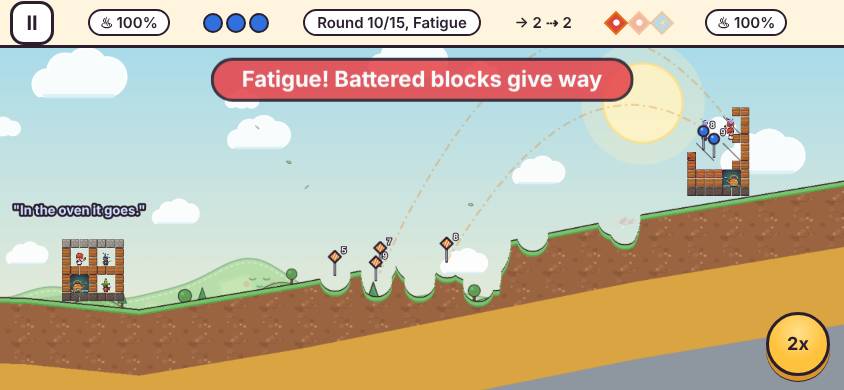 100%
Round 10/15, Fatigue
→ 2 ⇢ 2
100%
Fatigue! Battered blocks give way
8
9
"In the oven it goes."
5
7
9
8
2x